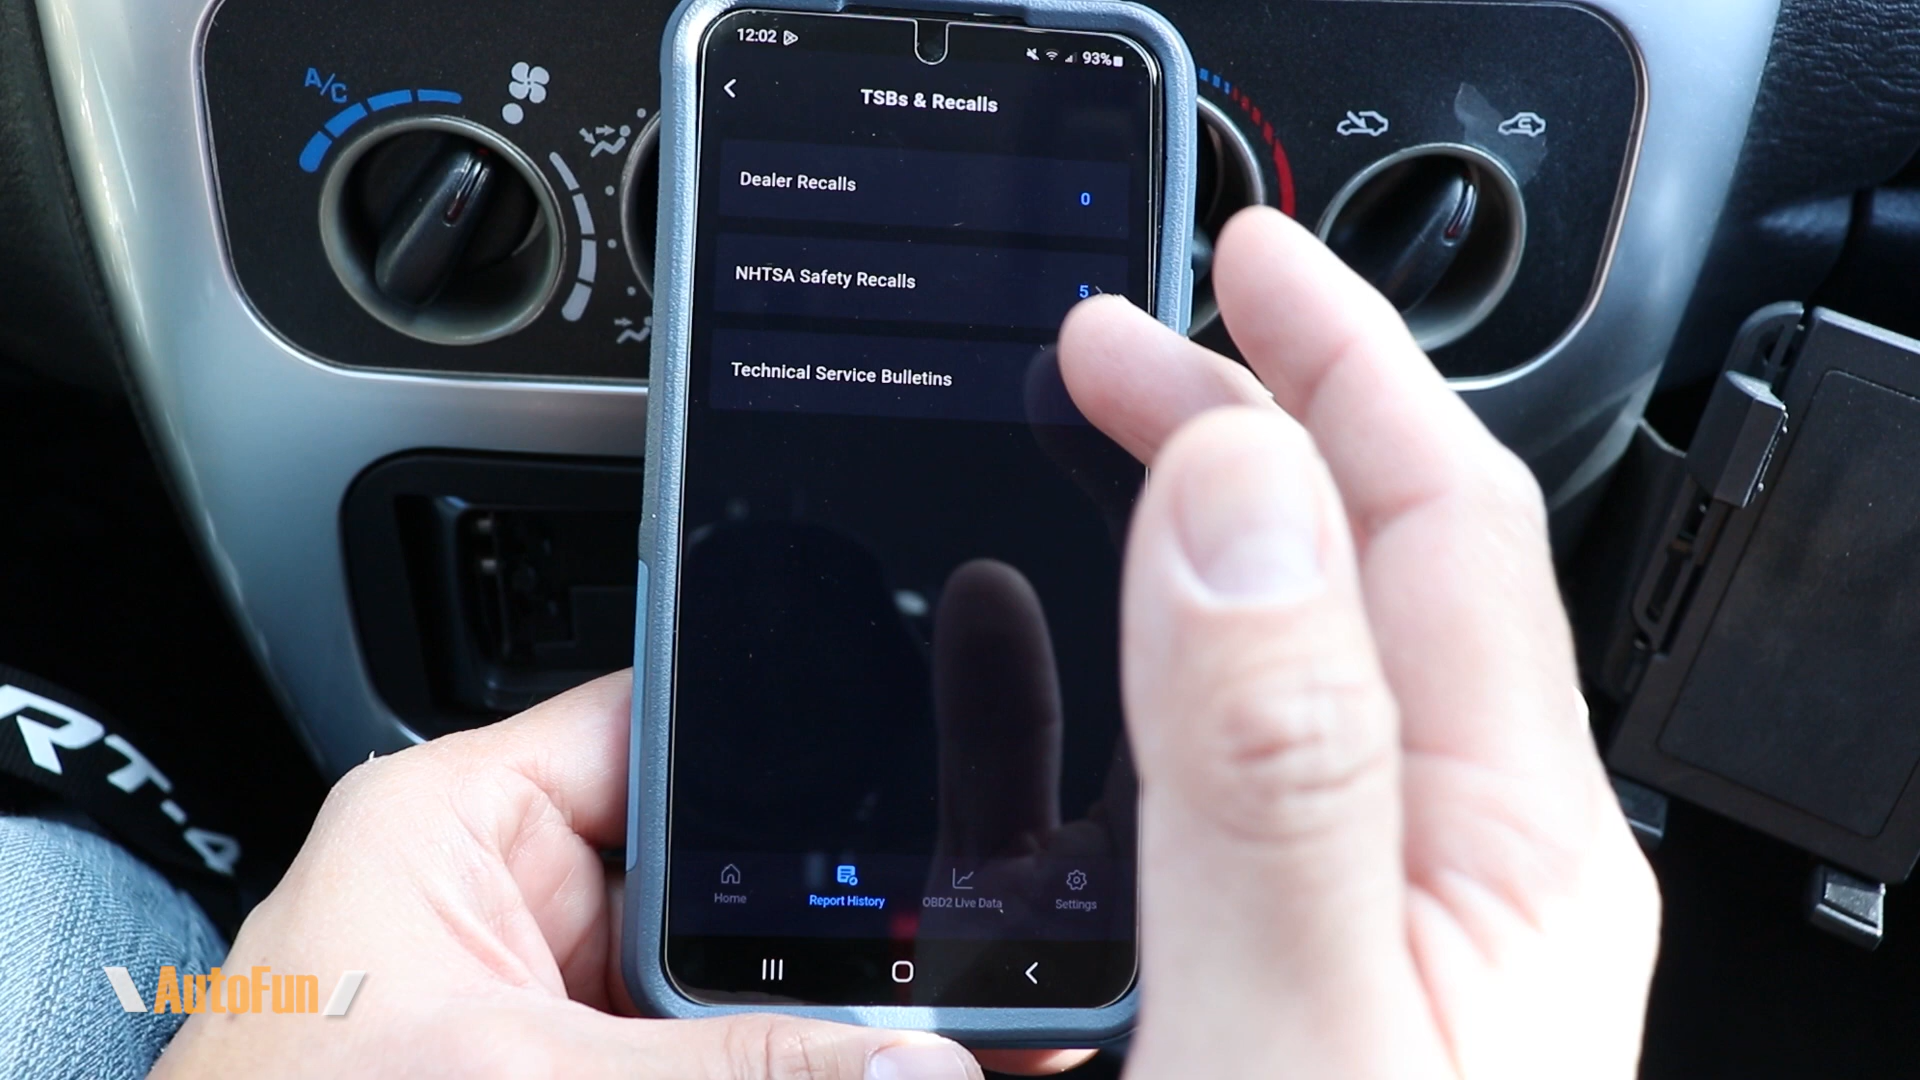 A/C
12:02
93%
TSBs & Recalls
Dealer Recalls
0
NHTSA Safety Recalls
5
Technical Service Bulletins
Home
Report History
OBD2 Live Data
Settings
RT-4
AutoFun